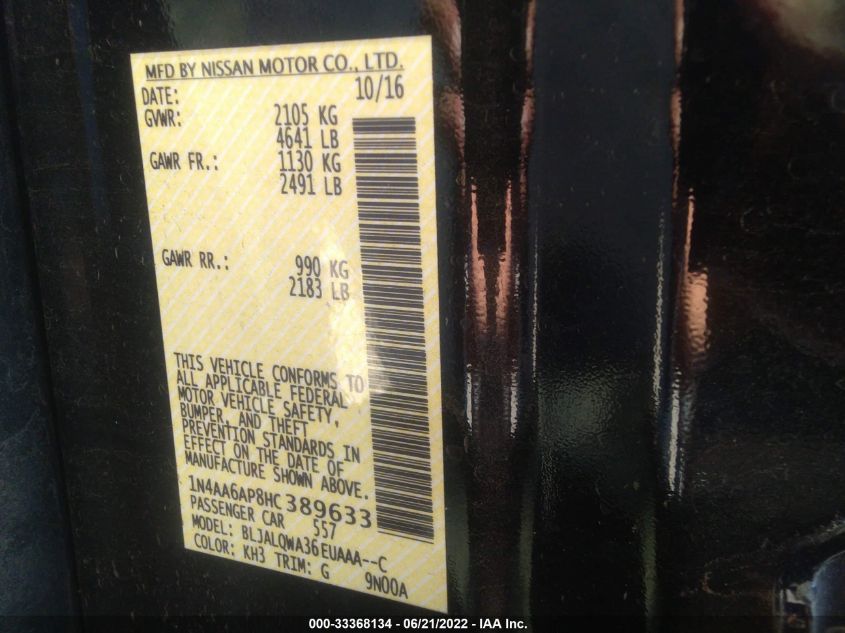 MFD BY NISSAN MOTOR CO., LTD.
DATE: 10/16
GVWR: 2105 KG
4641 LB
GAWR FR.: 1130 KG
2491 LB
GAWR RR.: 990 KG
2183 LB
THIS VEHICLE CONFORMS TO
ALL APPLICABLE FEDERAL
MOTOR VEHICLE SAFETY,
BUMPER, AND THEFT
PREVENTION STANDARDS IN
EFFECT ON THE DATE OF
MANUFACTURE SHOWN ABOVE.
1N4AA6AP8HC389633
PASSENGER CAR 557
MODEL: BLJALQWA36EUAAA--C
COLOR: KH3 TRIM: G 9N00A
000-33368134 - 06/21/2022 - IAA Inc.